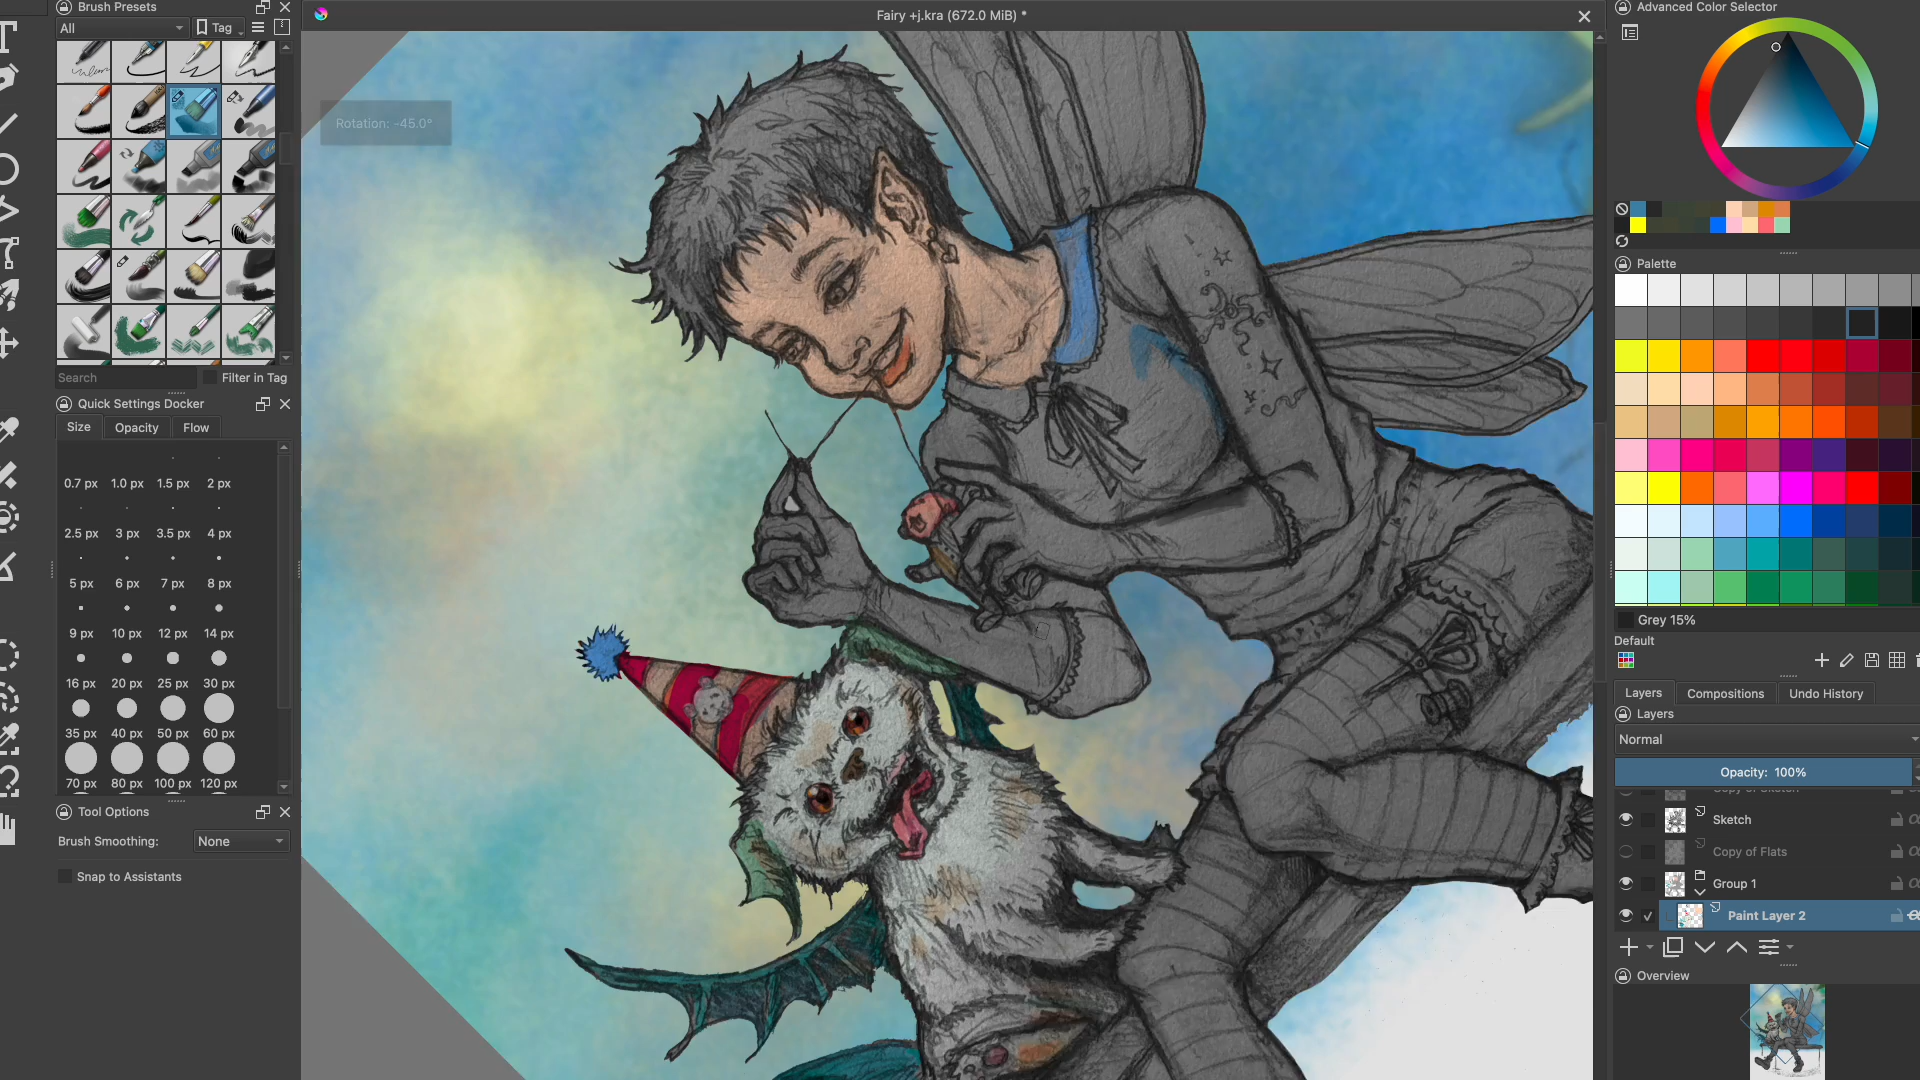 Brush Presets
All
Tag
Search
Filter in Tag
Quick Settings Docker
Size
Opacity
Flow
0.7 px
1.0 px
1.5 px
2 px
2.5 px
3 px
3.5 px
4 px
5 px
6 px
7 px
8 px
9 px
10 px
12 px
14 px
16 px
20 px
25 px
30 px
35 px
40 px
50 px
60 px
70 px
80 px
100 px
120 px
Tool Options
Brush Smoothing:
None
Snap to Assistants
Fairy +j.kra (672.0 MiB) *
Rotation: -45.0°
Advanced Color Selector
Palette
Grey 15%
Default
Layers
Compositions
Undo History
Layers
Normal
Opacity: 100%
Copy of Sketch
Sketch
Copy of Flats
Group 1
Paint Layer 2
Overview